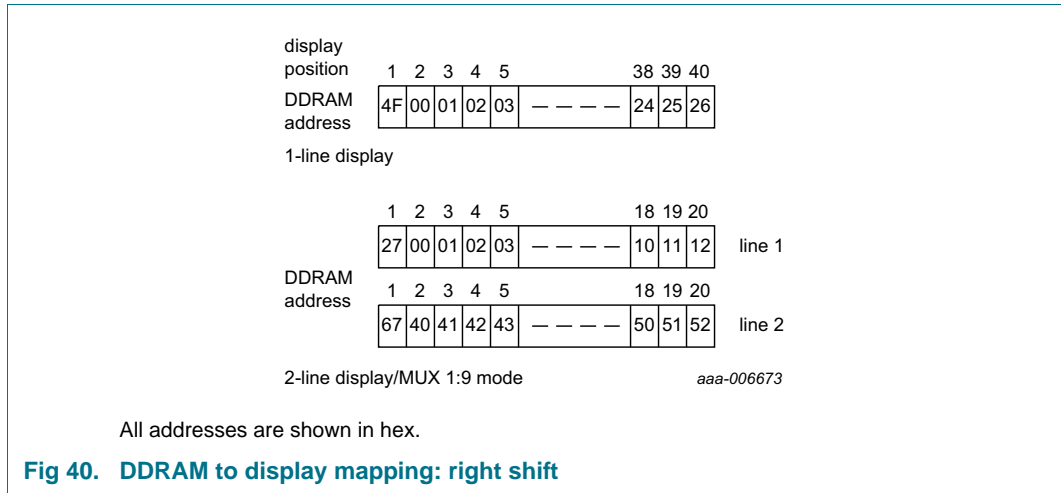 display
position 1 2 3 4 5 38 39 40
DDRAM
address 4F 00 01 02 03 — — — — 24 25 26
1-line display
1 2 3 4 5 18 19 20
27 00 01 02 03 — — — — 10 11 12 line 1
DDRAM
address
1 2 3 4 5 18 19 20
67 40 41 42 43 — — — — 50 51 52 line 2
2-line display/MUX 1:9 mode aaa-006673
All addresses are shown in hex.
Fig 40. DDRAM to display mapping: right shift